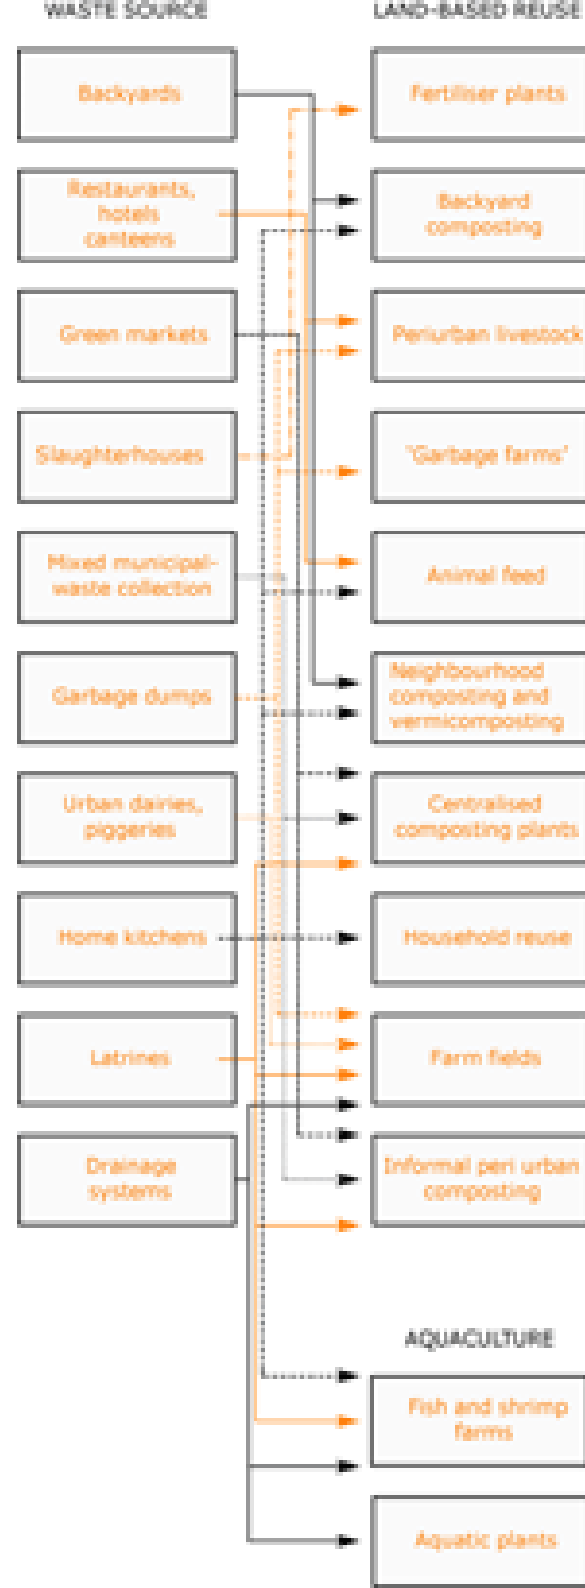 WASTE SOURCE
Backyards
Restaurants,
hotels
canteens
Green markets
Slaughterhouses
Mixed municipal-
waste collection
Garbage dumps
Urban dairies,
piggeries
Home kitchens
Latrines
Drainage
systems
LAND-BASED REUSE
Fertiliser plants
Backyard
composting
Periurban livestock
"Garbage farms"
Animal feed
Neighbourhood
composting and
vermicomposting
Centralised
composting plants
Household reuse
Farm fields
Informal peri urban
composting
AQUACULTURE
Fish and shrimp
farms
Aquatic plants